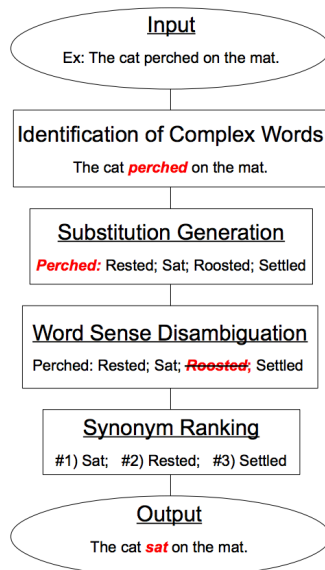 Input
Ex: The cat perched on the mat.
Identification of Complex Words
The cat perched on the mat.
Substitution Generation
Perched: Rested; Sat; Roosted; Settled
Word Sense Disambiguation
Perched: Rested; Sat; Roosted; Settled
Synonym Ranking
#1) Sat; #2) Rested; #3) Settled
Output
The cat sat on the mat.